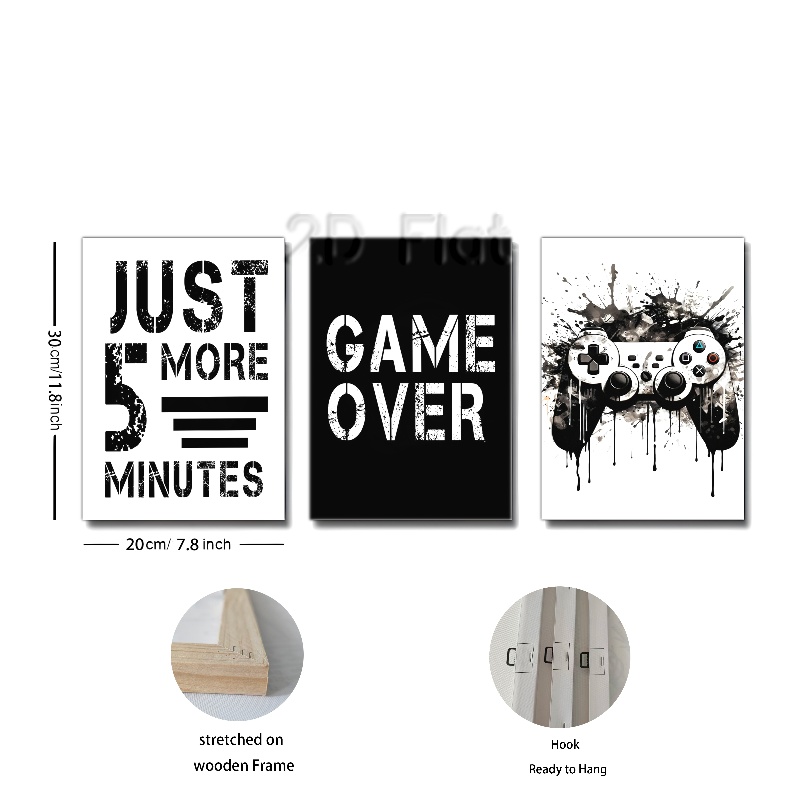 2D Flat
JUST
5 MORE
MINUTES
GAME
OVER
30cm/11.8inch
20cm/ 7.8 inch
stretched on
wooden Frame
Hook
Ready to Hang